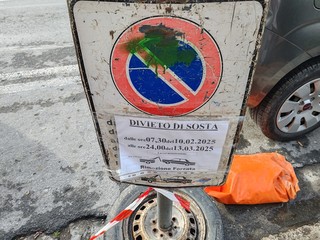 DIVIETO DI SOSTA
dalle ore 07,30 del 10.02.2025
alle ore 24,00 del 13.03.2025
Rimozione Forzata